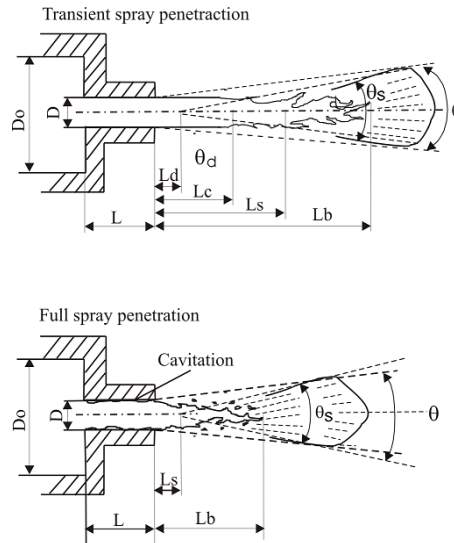 Transient spray penetraction
Do
D
θs
θ
θd
Ld
Lc
Ls
L
Lb
Full spray penetration
Cavitation
Do
D
θs
θ
Ls
L
Lb